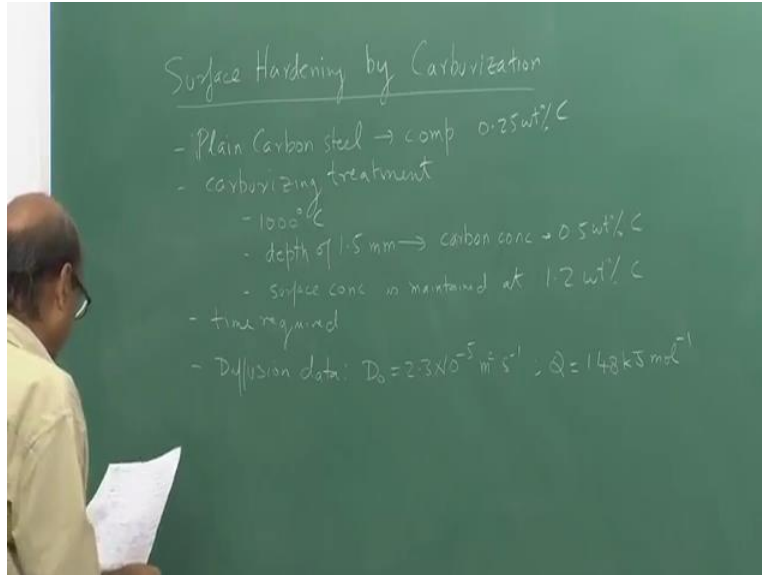 Surface Hardening by Carburization
- Plain Carbon steel → comp 0.25 wt% C
- carburizing treatment
- 1000°C
- depth of 1.5 mm → carbon conc → 0.5 wt% C
- surface conc is maintained at 1.2 wt% C
- time required
- Diffusion data: D₀ = 2.3×10⁻⁵ m² s⁻¹, Q = 148 kJ mol⁻¹